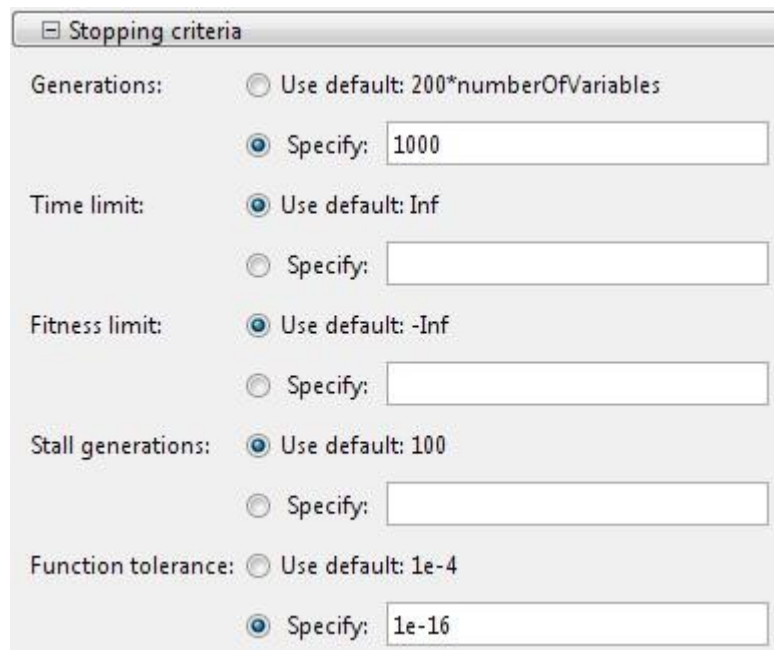 Stopping criteria
Generations: Use default: 200*numberOfVariables
Specify: 1000
Time limit: Use default: Inf
Specify:
Fitness limit: Use default: -Inf
Specify:
Stall generations: Use default: 100
Specify:
Function tolerance: Use default: 1e-4
Specify: 1e-16